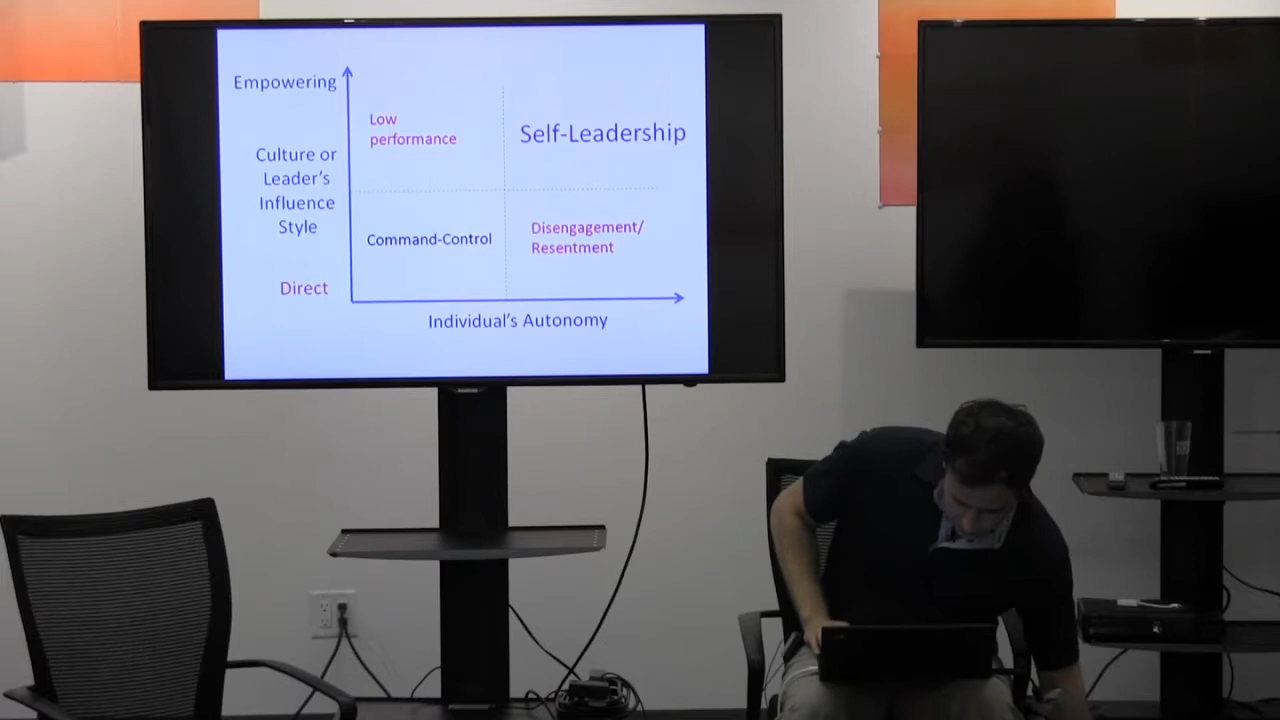 Empowering
Low
performance
Self-Leadership
Culture or
Leader's
Influence
Style
Command-Control
Disengagement/
Resentment
Direct
Individual's Autonomy